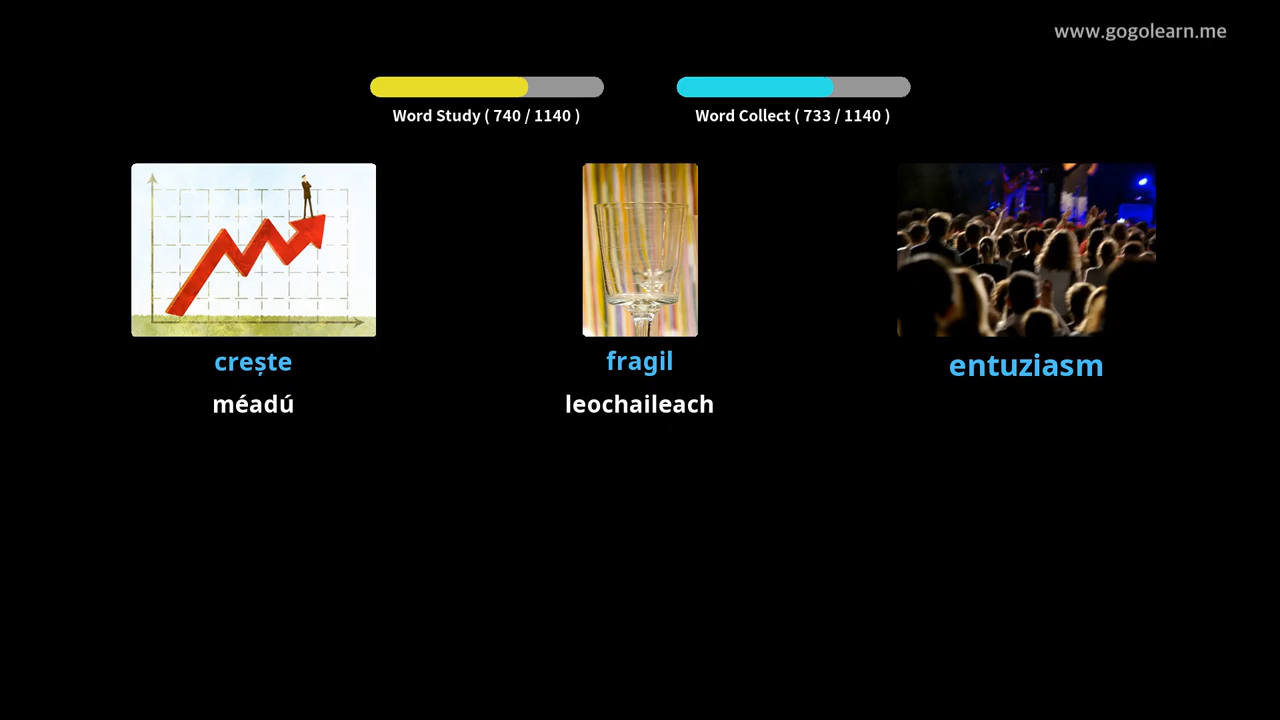 www.gogolearn.me
Word Study ( 740 / 1140 )
Word Collect ( 733 / 1140 )
crește
fragil
entuziasm
méadú
leochaileach